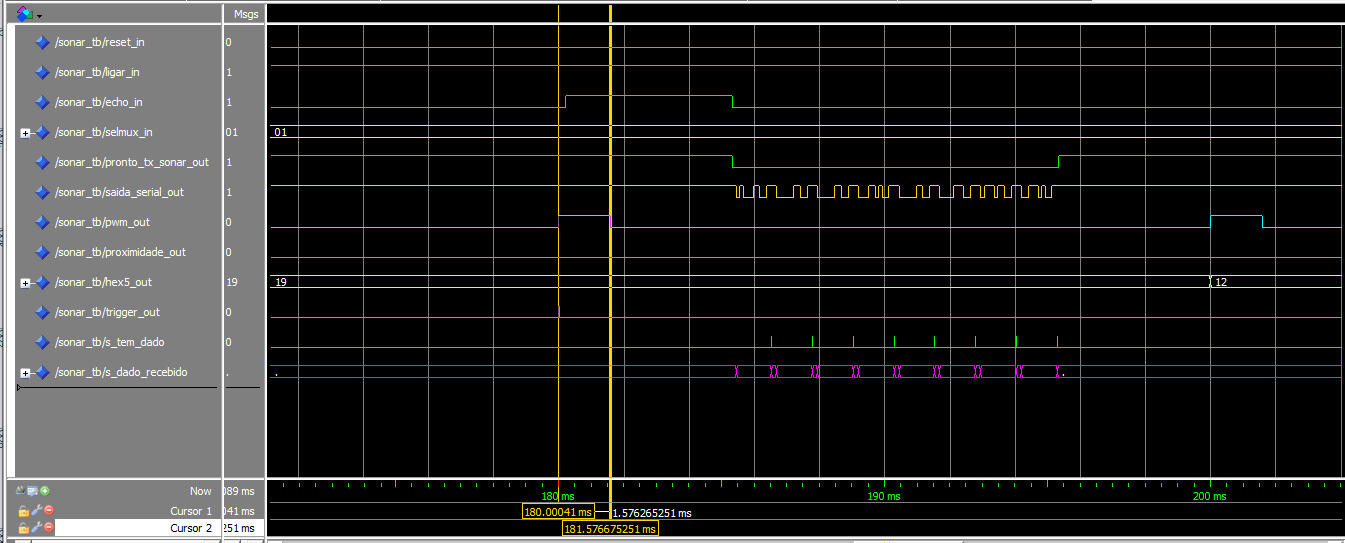 Msgs
/sonar_tb/reset_in 0
/sonar_tb/ligar_in 1
/sonar_tb/echo_in 1
/sonar_tb/selmux_in 01 01
/sonar_tb/pronto_tx_sonar_out 1
/sonar_tb/saida_serial_out 1
/sonar_tb/pwm_out 0
/sonar_tb/proximidade_out 0
/sonar_tb/hex5_out 19 19 12
/sonar_tb/trigger_out 0
/sonar_tb/s_tem_dado 0
/sonar_tb/s_dado_recebido . . .
Now 089 ms 180 ms 190 ms 200 ms
Cursor 1 041 ms 180.00041 ms 1.576265251 ms
Cursor 2 251 ms 181.576675251 ms